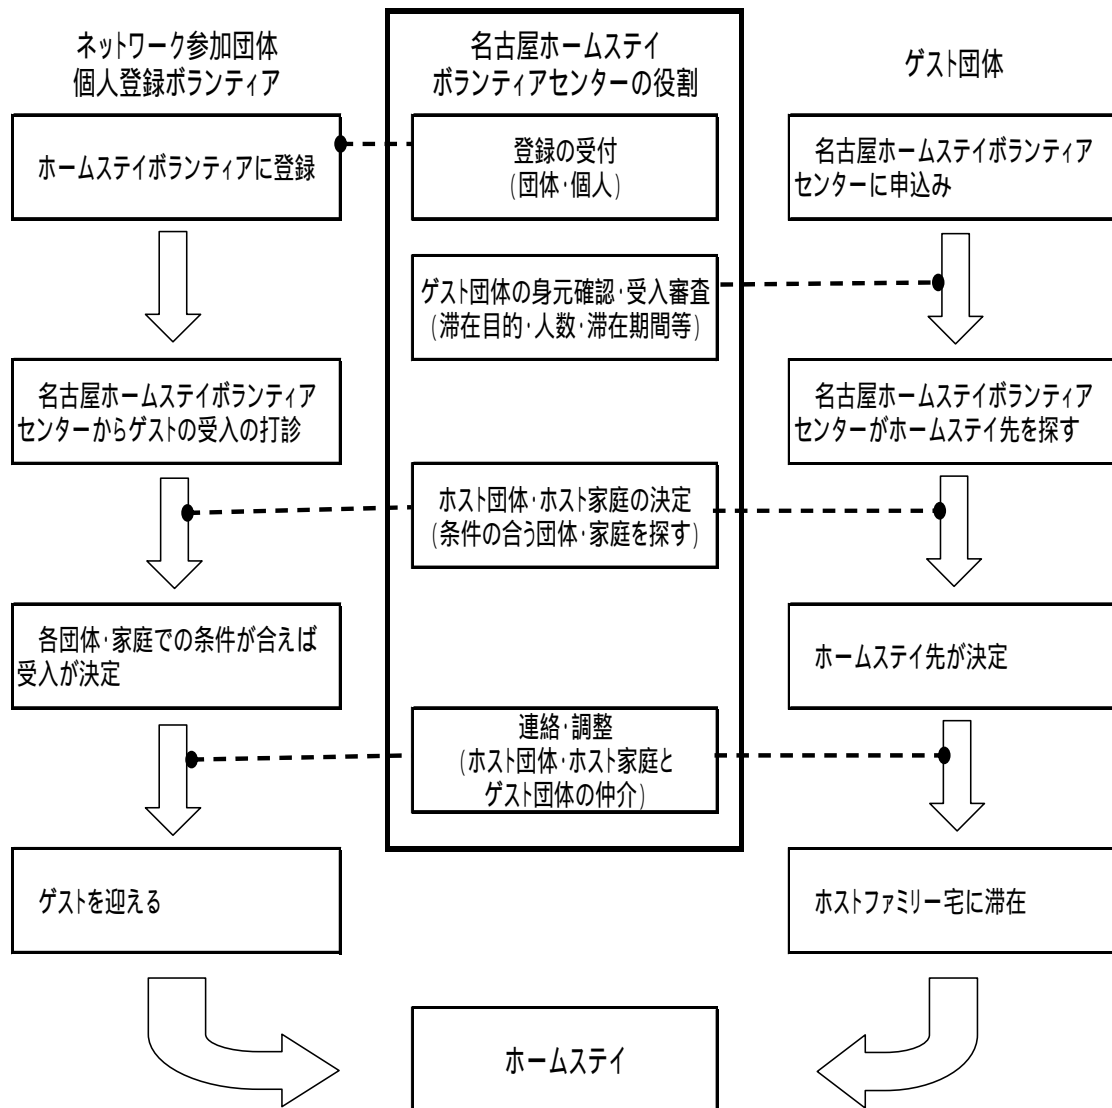 ネットワーク参加団体
個人登録ボランティア
名古屋ホームステイ
ボランティアセンターの役割
ゲスト団体
ホームステイボランティアに登録
登録の受付
(団体・個人)
名古屋ホームステイボランティア
センターに申込み
ゲスト団体の身元確認・受入審査
(滞在目的・人数・滞在期間等)
名古屋ホームステイボランティア
センターからゲストの受入の打診
名古屋ホームステイボランティア
センターがホームステイ先を探す
ホスト団体・ホスト家庭の決定
(条件の合う団体・家庭を探す)
各団体・家庭での条件が合えば
受入が決定
ホームステイ先が決定
連絡・調整
(ホスト団体・ホスト家庭と
ゲスト団体の仲介)
ゲストを迎える
ホストファミリー宅に滞在
ホームステイ